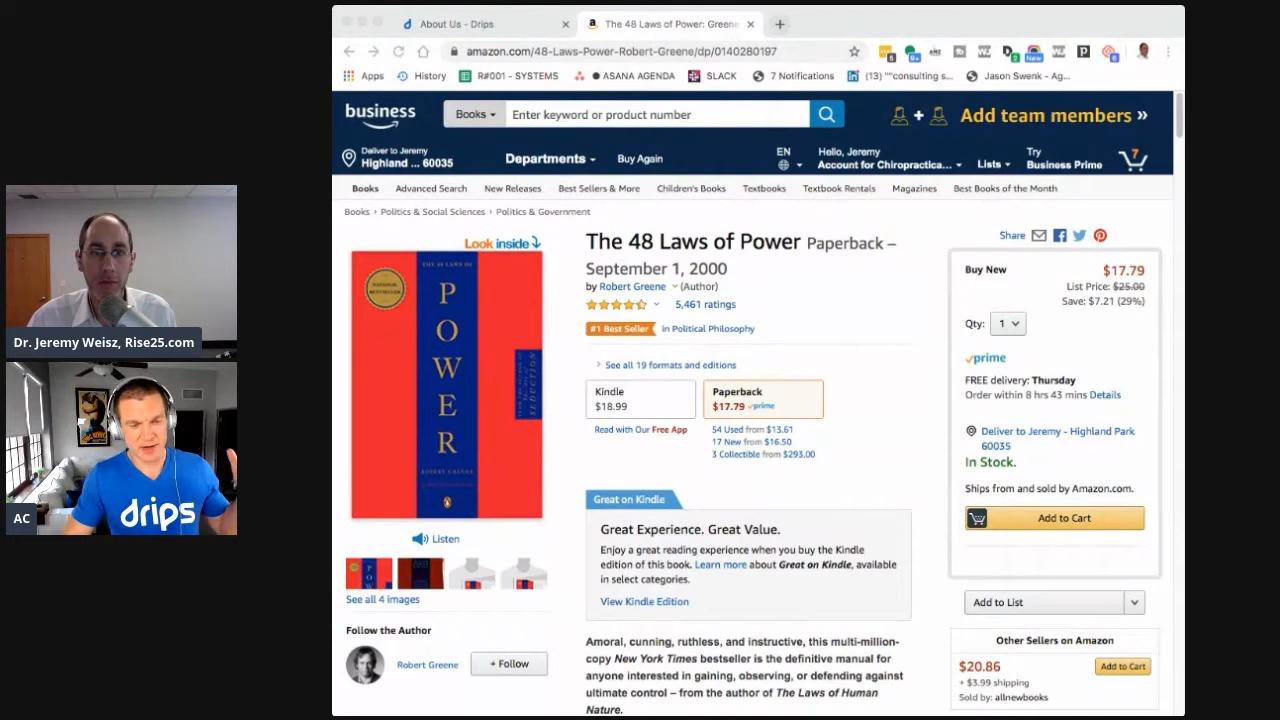 About Us - Drips
The 48 Laws of Power: Greene
amazon.com/48-Laws-Power-Robert-Greene/dp/0140280197
Apps
History
R#001 - SYSTEMS
ASANA AGENDA
SLACK
7 Notifications
(13) ""consulting s...
Jason Swenk - Ag...
business
Books
Enter keyword or product number
Add team members »
Deliver to Jeremy
Highland ... 60035
Departments
Buy Again
EN
Hello, Jeremy
Account for Chiropractica...
Lists
Try
Business Prime
7
Books
Advanced Search
New Releases
Best Sellers & More
Children's Books
Textbooks
Textbook Rentals
Magazines
Best Books of the Month
Books › Politics & Social Sciences › Politics & Government
Look inside
THE 48 LAWS OF
POWER
ROBERT GREENE
Listen
See all 4 images
Follow the Author
Robert Greene
+ Follow
The 48 Laws of Power Paperback –
September 1, 2000
by Robert Greene (Author)
5,461 ratings
#1 Best Seller in Political Philosophy
› See all 19 formats and editions
Kindle
$18.99
Read with Our Free App
Paperback
$17.79 prime
54 Used from $13.61
17 New from $16.50
3 Collectible from $293.00
Great on Kindle
Great Experience. Great Value.
Enjoy a great reading experience when you buy the Kindle
edition of this book. Learn more about Great on Kindle, available
in select categories.
View Kindle Edition
Amoral, cunning, ruthless, and instructive, this multi-million-
copy New York Times bestseller is the definitive manual for
anyone interested in gaining, observing, or defending against
ultimate control – from the author of The Laws of Human
Nature.
Share
Buy New
$17.79
List Price: $25.00
Save: $7.21 (29%)
Qty: 1
prime
FREE delivery: Thursday
Order within 8 hrs 43 mins Details
Deliver to Jeremy - Highland Park
60035
In Stock.
Ships from and sold by Amazon.com.
Add to Cart
Add to List
Other Sellers on Amazon
$20.86
Add to Cart
+ $3.99 shipping
Sold by: allnewbooks
Dr. Jeremy Weisz, Rise25.com
drips
AC